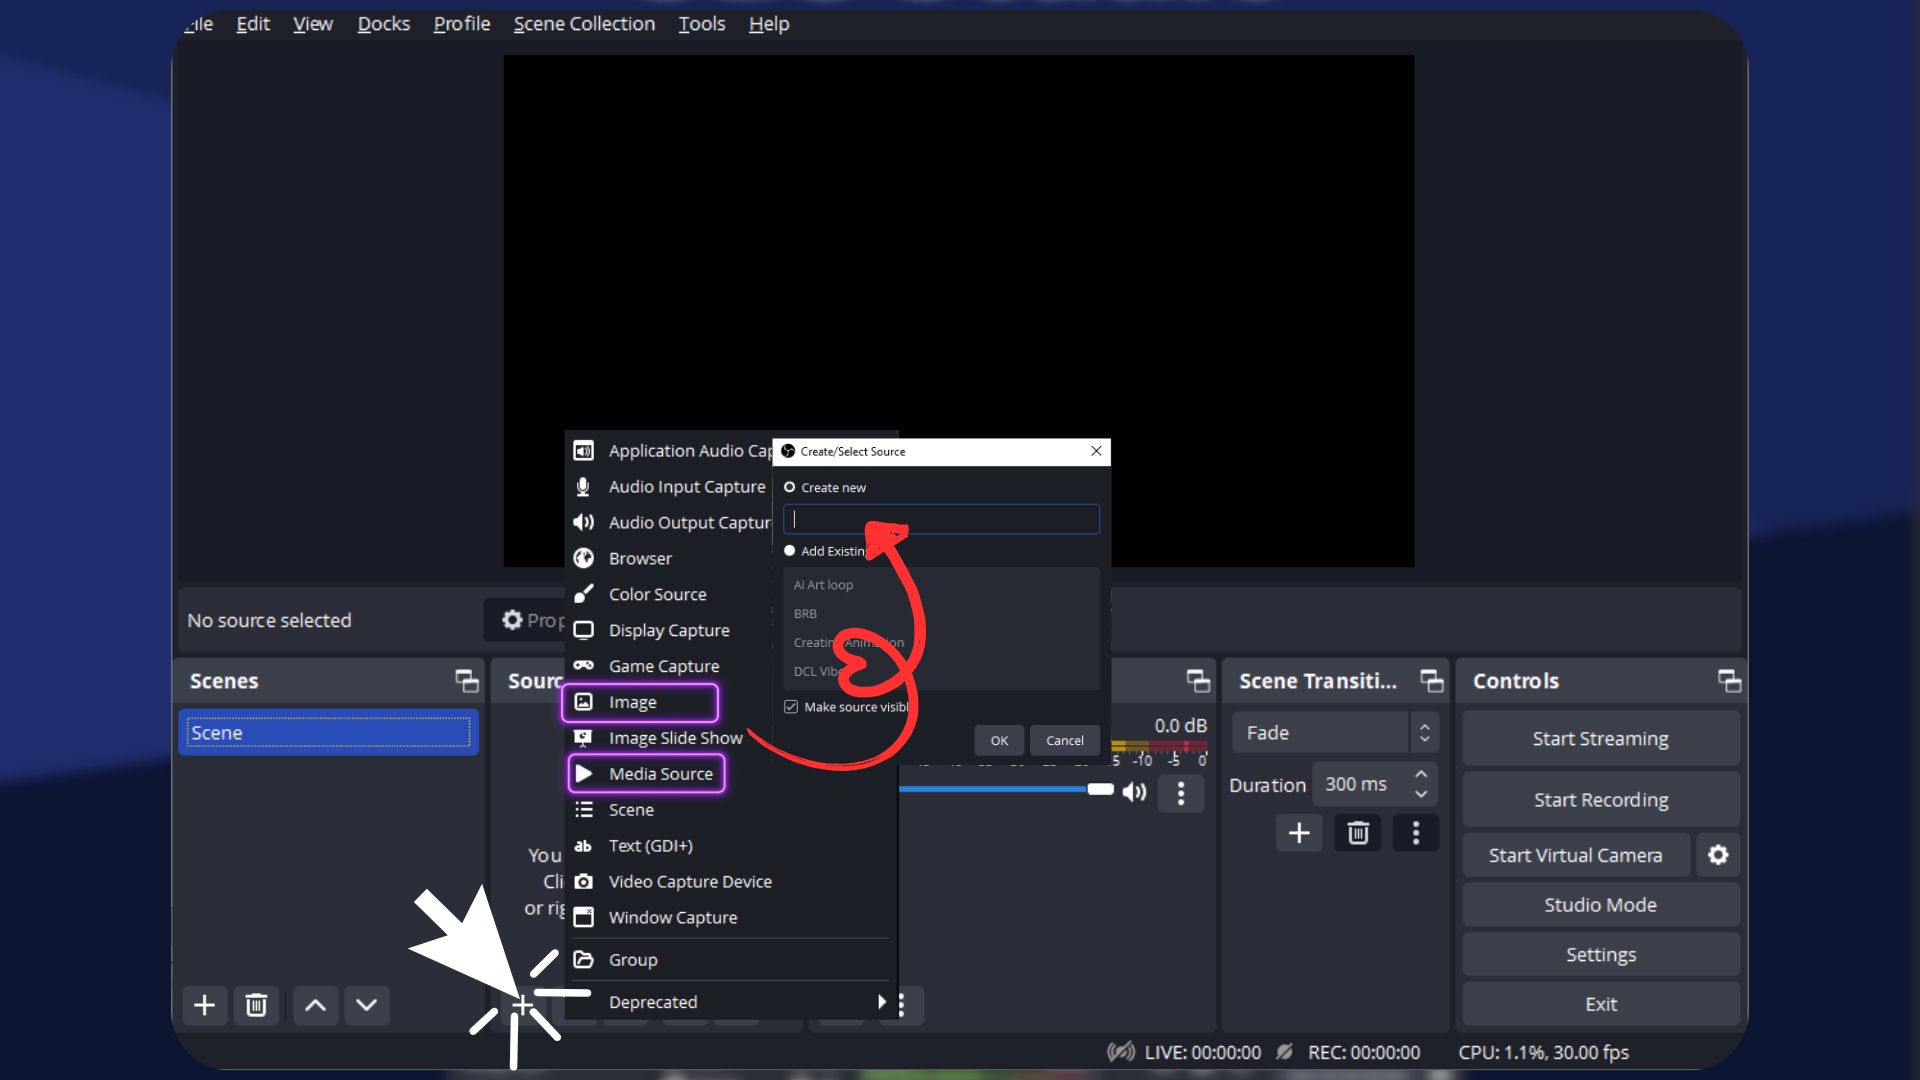 File Edit View Docks Profile Scene Collection Tools Help
Application Audio Cap
Audio Input Capture
Audio Output Captur
Browser
Color Source
Display Capture
Game Capture
Image
Image Slide Show
Media Source
Scene
Text (GDI+)
Video Capture Device
Window Capture
Group
Deprecated
Create/Select Source
Create new
Add Existin
Ai Art loop
BRB
Creatin Animation
DCL Vib
Make source visibl
OK Cancel
No source selected
Prop
Scenes
Scene
Sourc
You
Cli
or rig
0.0 dB
-10 -5 0
Scene Transiti...
Fade
Duration 300 ms
Controls
Start Streaming
Start Recording
Start Virtual Camera
Studio Mode
Settings
Exit
LIVE: 00:00:00 REC: 00:00:00 CPU: 1.1%, 30.00 fps